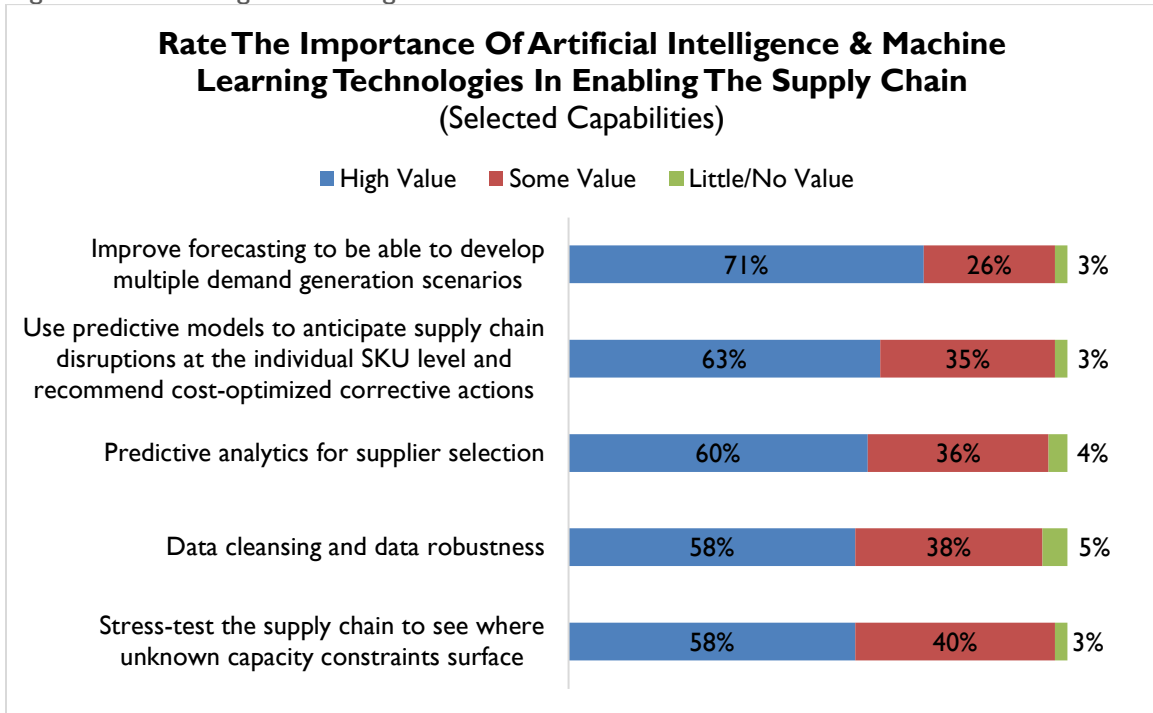 Rate The Importance Of Artificial Intelligence & Machine
Learning Technologies In Enabling The Supply Chain
(Selected Capabilities)
High Value Some Value Little/No Value
Improve forecasting to be able to develop
multiple demand generation scenarios
71% 26% 3%
Use predictive models to anticipate supply chain
disruptions at the individual SKU level and
recommend cost-optimized corrective actions
63% 35% 3%
Predictive analytics for supplier selection
60% 36% 4%
Data cleansing and data robustness
58% 38% 5%
Stress-test the supply chain to see where
unknown capacity constraints surface
58% 40% 3%